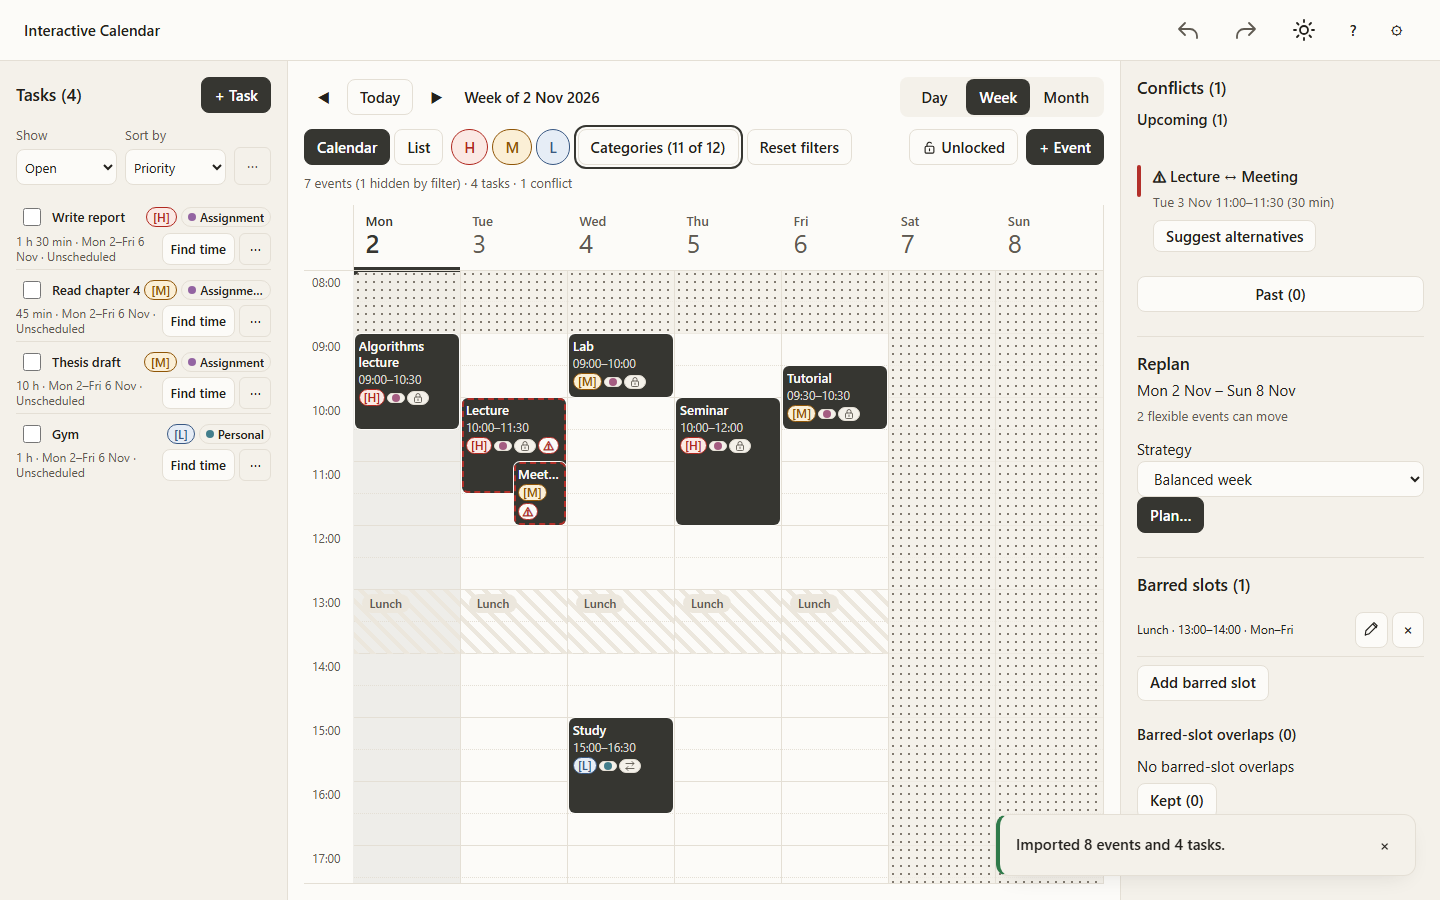 Interactive Calendar
?
Tasks (4)
+ Task
Show
Sort by
Open
Priority
...
Write report
[H]
Assignment
1 h 30 min · Mon 2–Fri 6
Nov · Unscheduled
Find time
...
Read chapter 4
[M]
Assignme...
45 min · Mon 2–Fri 6 Nov ·
Unscheduled
Find time
...
Thesis draft
[M]
Assignment
10 h · Mon 2–Fri 6 Nov ·
Unscheduled
Find time
...
Gym
[L]
Personal
1 h · Mon 2–Fri 6 Nov ·
Unscheduled
Find time
...
Today
Week of 2 Nov 2026
Day
Week
Month
Calendar
List
H
M
L
Categories (11 of 12)
Reset filters
Unlocked
+ Event
7 events (1 hidden by filter) · 4 tasks · 1 conflict
Mon
2
Tue
3
Wed
4
Thu
5
Fri
6
Sat
7
Sun
8
08:00
09:00
10:00
11:00
12:00
13:00
14:00
15:00
16:00
17:00
Algorithms
lecture
09:00–10:30
[H]
Lecture
10:00–11:30
[H]
Meet...
[M]
Lab
09:00–10:00
[M]
Seminar
10:00–12:00
[H]
Tutorial
09:30–10:30
[M]
Lunch
Lunch
Lunch
Lunch
Lunch
Study
15:00–16:30
[L]
Conflicts (1)
Upcoming (1)
⚠ Lecture ↔ Meeting
Tue 3 Nov 11:00–11:30 (30 min)
Suggest alternatives
Past (0)
Replan
Mon 2 Nov – Sun 8 Nov
2 flexible events can move
Strategy
Balanced week
Plan...
Barred slots (1)
Lunch · 13:00–14:00 · Mon–Fri
×
Add barred slot
Barred-slot overlaps (0)
No barred-slot overlaps
Kept (0)
Imported 8 events and 4 tasks.
×